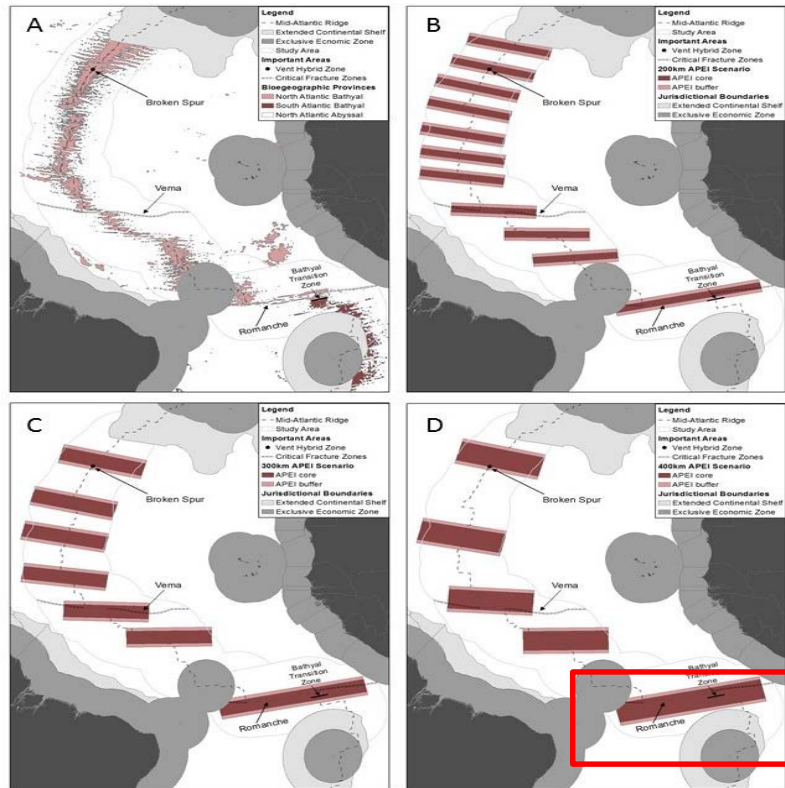 A
Legend
Mid-Atlantic Ridge
Extended Continental Shelf
Exclusive Economic Zone
Study Area
Important Areas
Vent Hybrid Zone
Critical Fracture Zones
Bioegeographic Provinces
North Atlantic Bathyal
South Atlantic Bathyal
North Atlantic Abyssal
Broken Spur
Vema
Bathyal
Transition
Zone
Romanche
B
Legend
Mid-Atlantic Ridge
Study Area
Important Areas
Vent Hybrid Zone
Critical Fracture Zones
200km APEI Scenario
APEI core
APEI buffer
Jurisdictional Boundaries
Extended Continental Shelf
Exclusive Economic Zone
Broken Spur
Vema
Bathyal
Transition
Zone
Romanche
C
Legend
Mid-Atlantic Ridge
Study Area
Important Areas
Vent Hybrid Zone
Critical Fracture Zones
300km APEI Scenario
APEI core
APEI buffer
Jurisdictional Boundaries
Extended Continental Shelf
Exclusive Economic Zone
Broken Spur
Vema
Bathyal
Transition
Zone
Romanche
D
Legend
Mid-Atlantic Ridge
Study Area
Important Areas
Vent Hybrid Zone
Critical Fracture Zones
400km APEI Scenario
APEI core
APEI buffer
Jurisdictional Boundaries
Extended Continental Shelf
Exclusive Economic Zone
Broken Spur
Vema
Bathyal
Transition
Zone
Romanche